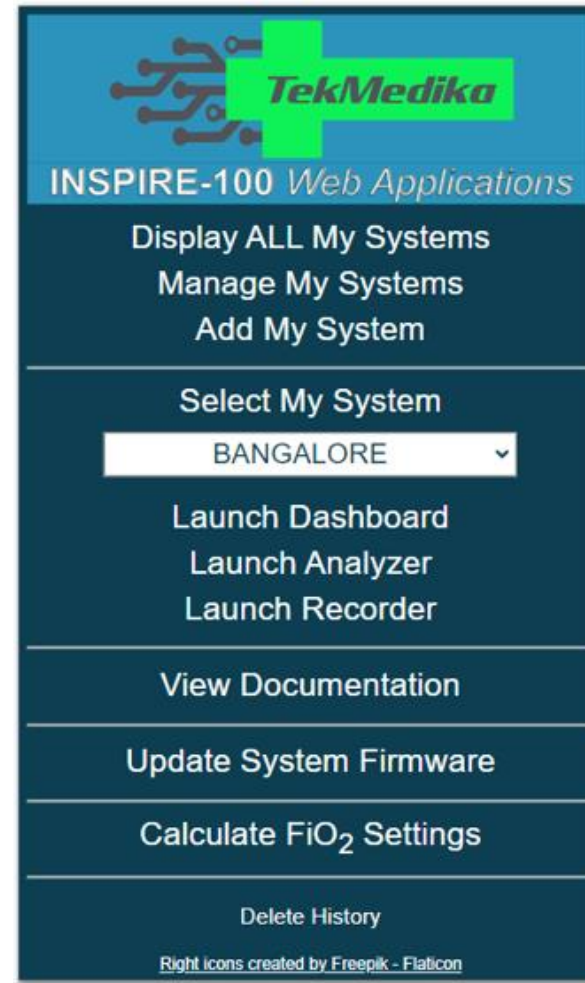 TekMedika
INSPIRE-100 Web Applications
Display ALL My Systems
Manage My Systems
Add My System
Select My System
BANGALORE
Launch Dashboard
Launch Analyzer
Launch Recorder
View Documentation
Update System Firmware
Calculate FiO₂ Settings
Delete History
Right icons created by Freepik - Flaticon